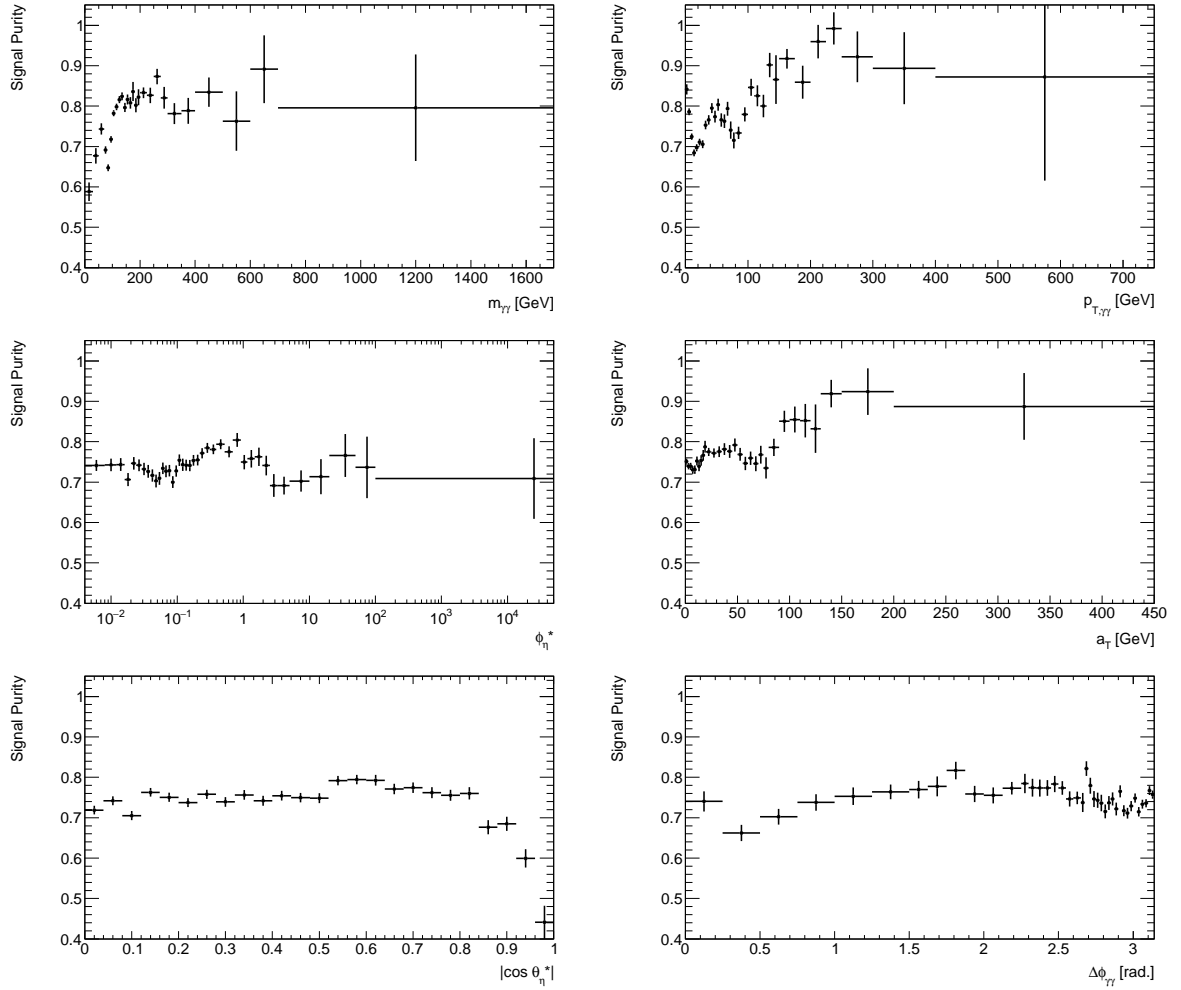 Signal Purity
1
0.9
0.8
0.7
0.6
0.5
0.4
0 200 400 600 800 1000 1200 1400 1600
m_γγ [GeV]
Signal Purity
1
0.9
0.8
0.7
0.6
0.5
0.4
0 100 200 300 400 500 600 700
p_T,γγ [GeV]
Signal Purity
1
0.9
0.8
0.7
0.6
0.5
0.4
10⁻² 10⁻¹ 1 10 10² 10³ 10⁴
ϕ_η*
Signal Purity
1
0.9
0.8
0.7
0.6
0.5
0.4
0 50 100 150 200 250 300 350 400 450
a_T [GeV]
Signal Purity
1
0.9
0.8
0.7
0.6
0.5
0.4
0 0.1 0.2 0.3 0.4 0.5 0.6 0.7 0.8 0.9 1
|cos θ_η*|
Signal Purity
1
0.9
0.8
0.7
0.6
0.5
0.4
0 0.5 1 1.5 2 2.5 3
Δϕ_γγ [rad.]